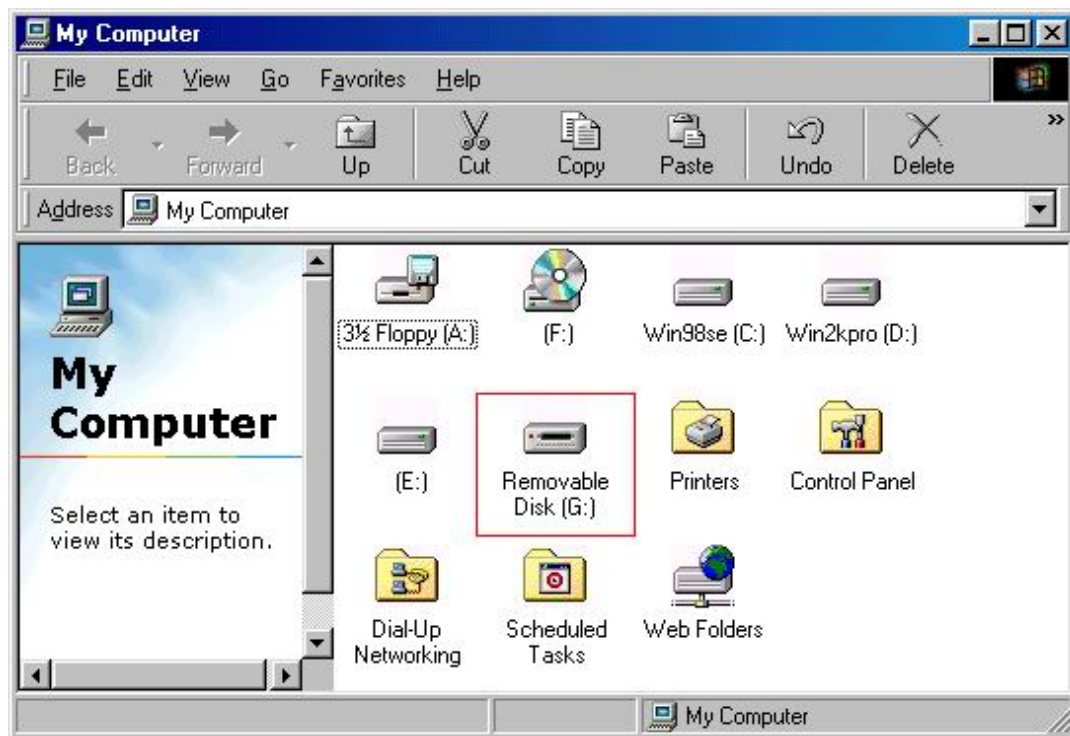 My Computer
File Edit View Go Favorites Help
Back Forward Up Cut Copy Paste Undo Delete »
Address My Computer
My
Computer
Select an item to
view its description.
3½ Floppy (A:) (F:) Win98se (C:) Win2kpro (D:)
(E:) Removable
Disk (G:) Printers Control Panel
Dial-Up
Networking Scheduled
Tasks Web Folders
My Computer